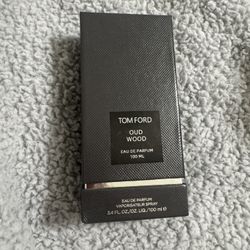 TOM FORD
OUD
WOOD
EAU DE PARFUM
100 ML
EAU DE PARFUM
VAPORISATEUR SPRAY
3.4 FL.OZ./OZ. LIQ./100 ml ℮